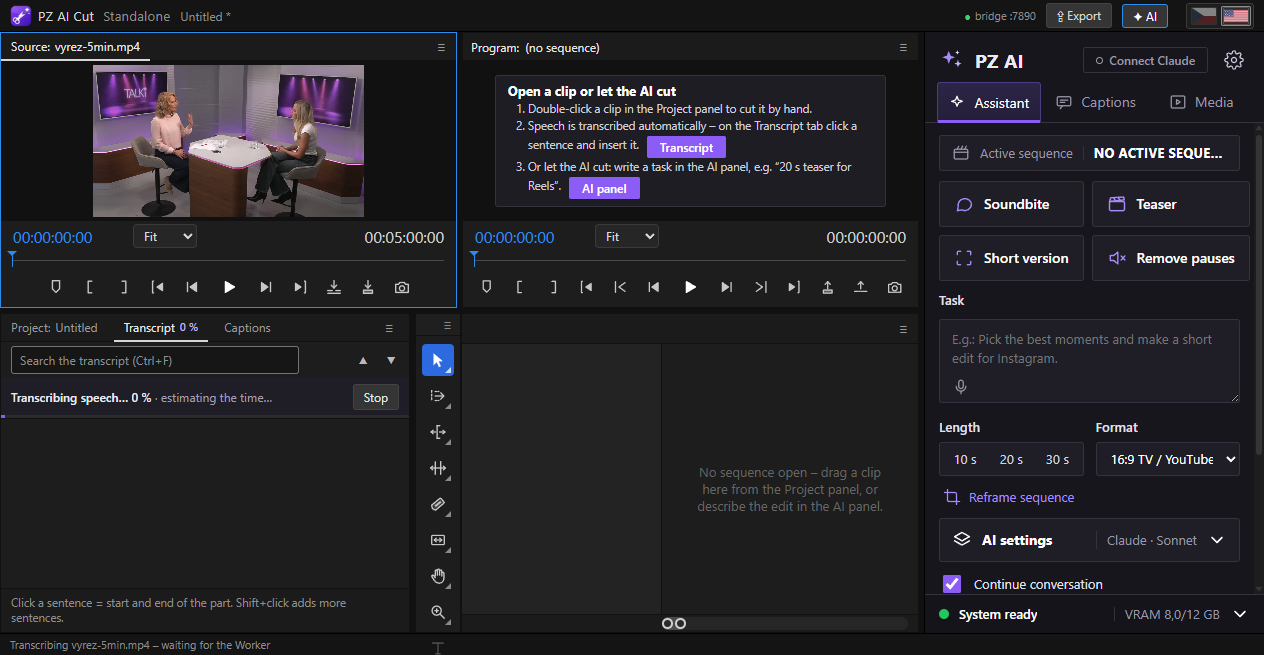 PZ AI Cut Standalone Untitled * bridge :7890 Export AI
Source: vyrez-5min.mp4
TALK
00:00:00:00 Fit 00:05:00:00
Program: (no sequence)
Open a clip or let the AI cut
1. Double-click a clip in the Project panel to cut it by hand.
2. Speech is transcribed automatically – on the Transcript tab click a
sentence and insert it. Transcript
3. Or let the AI cut: write a task in the AI panel, e.g. “20 s teaser for
Reels”. AI panel
00:00:00:00 Fit 00:00:00:00
Project: Untitled Transcript 0 % Captions
Search the transcript (Ctrl+F)
Transcribing speech... 0 % · estimating the time... Stop
Click a sentence = start and end of the part. Shift+click adds more
sentences.
No sequence open – drag a clip
here from the Project panel, or
describe the edit in the AI panel.
PZ AI Connect Claude
Assistant Captions Media
Active sequence NO ACTIVE SEQUE...
Soundbite Teaser
Short version Remove pauses
Task
E.g.: Pick the best moments and make a short
edit for Instagram.
Length Format
10 s 20 s 30 s 16:9 TV / YouTube
Reframe sequence
AI settings Claude · Sonnet
Continue conversation
System ready VRAM 8,0/12 GB
Transcribing vyrez-5min.mp4 – waiting for the Worker